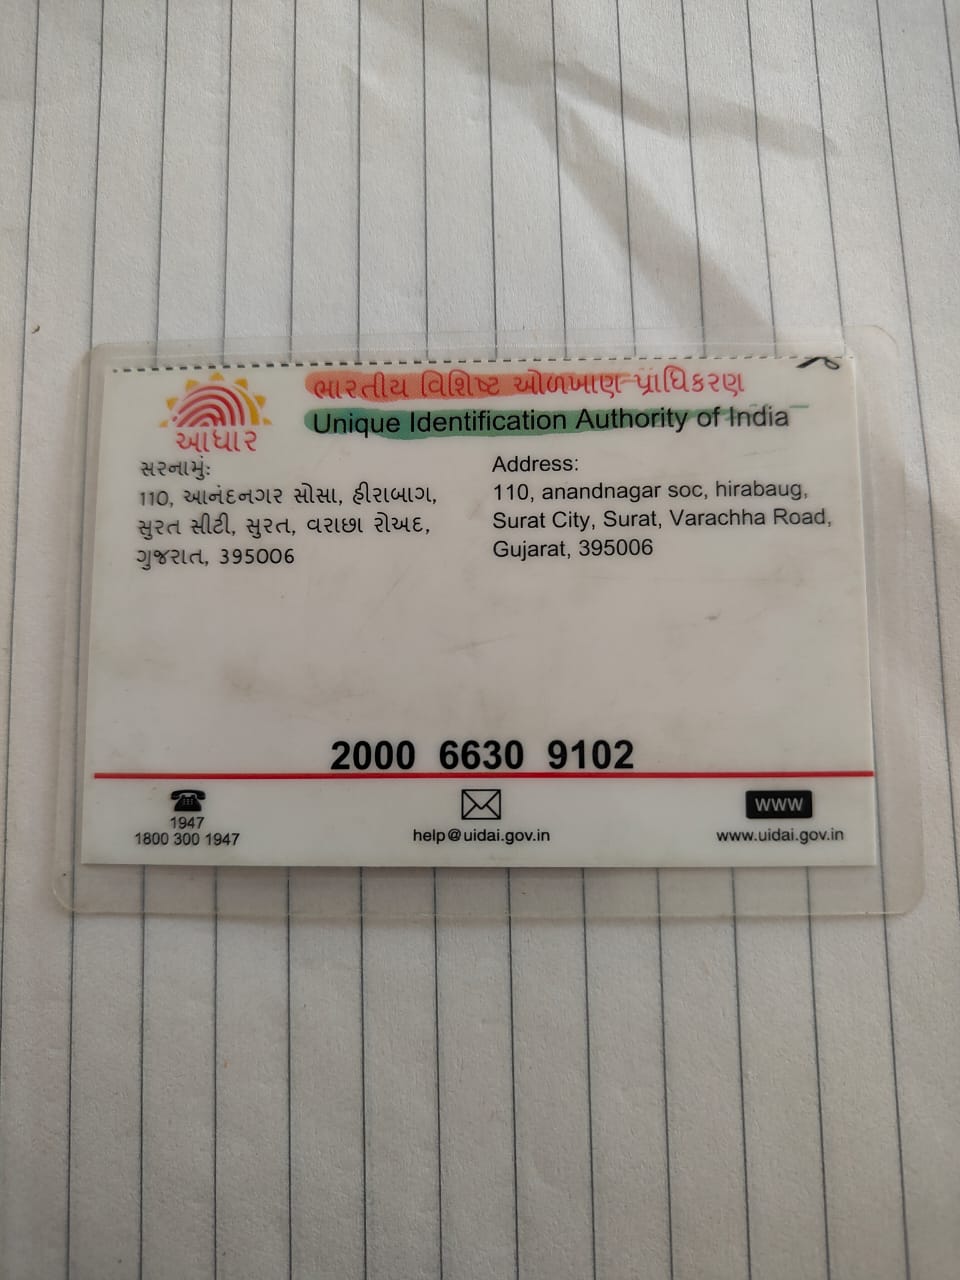 ભારતીય વિશિષ્ટ ઓળખાણ પ્રાધિકરણ
Unique Identification Authority of India
આધાર
સરનામું:
110, આનંદનગર સોસા, હીરાબાગ,
સુરત સીટી, સુરત, વરાછા રોઅદ,
ગુજરાત, 395006
Address:
110, anandnagar soc, hirabaug,
Surat City, Surat, Varachha Road,
Gujarat, 395006
2000 6630 9102
1947
1800 300 1947
help@uidai.gov.in
www
www.uidai.gov.in